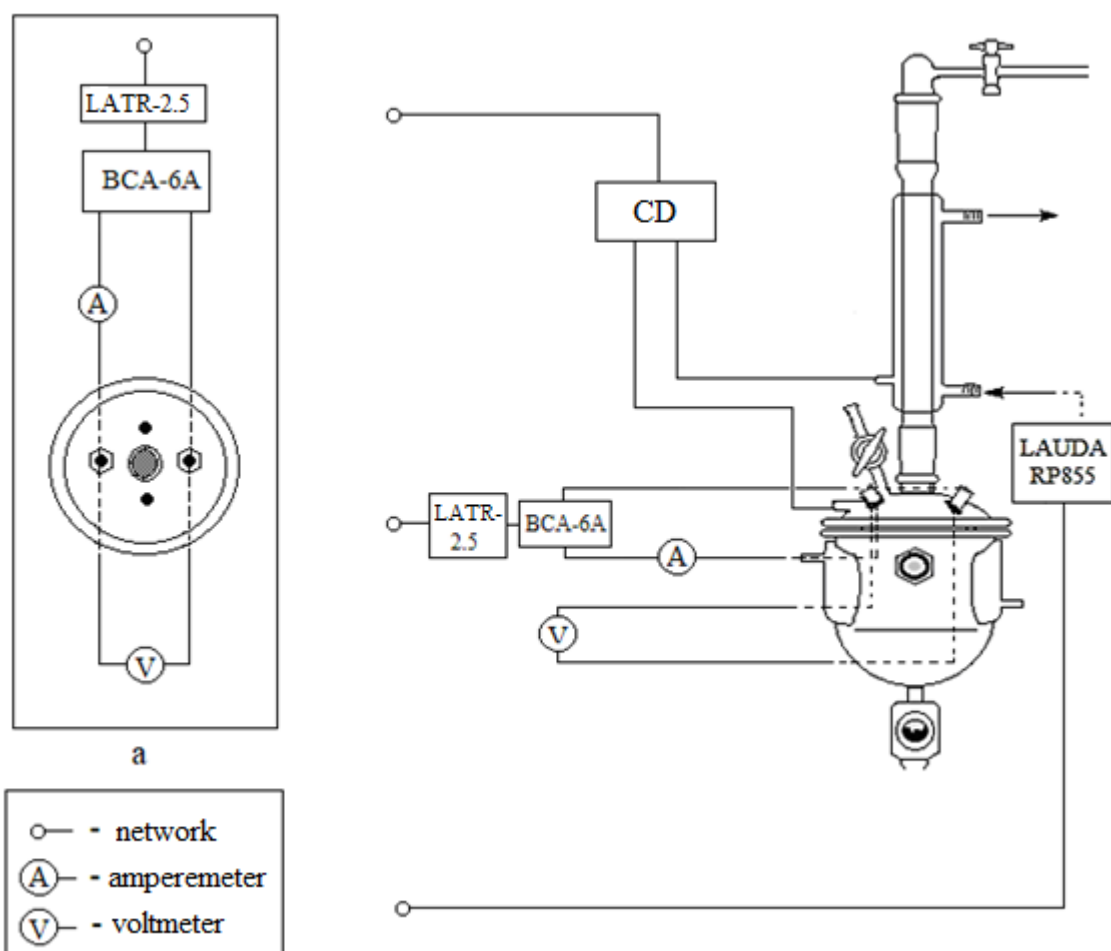 LATR-2.5
BCA-6A
A
V
a
CD
LAUDA
RP855
LATR-
2.5
BCA-6A
A
V
- network
A - amperemeter
V - voltmeter